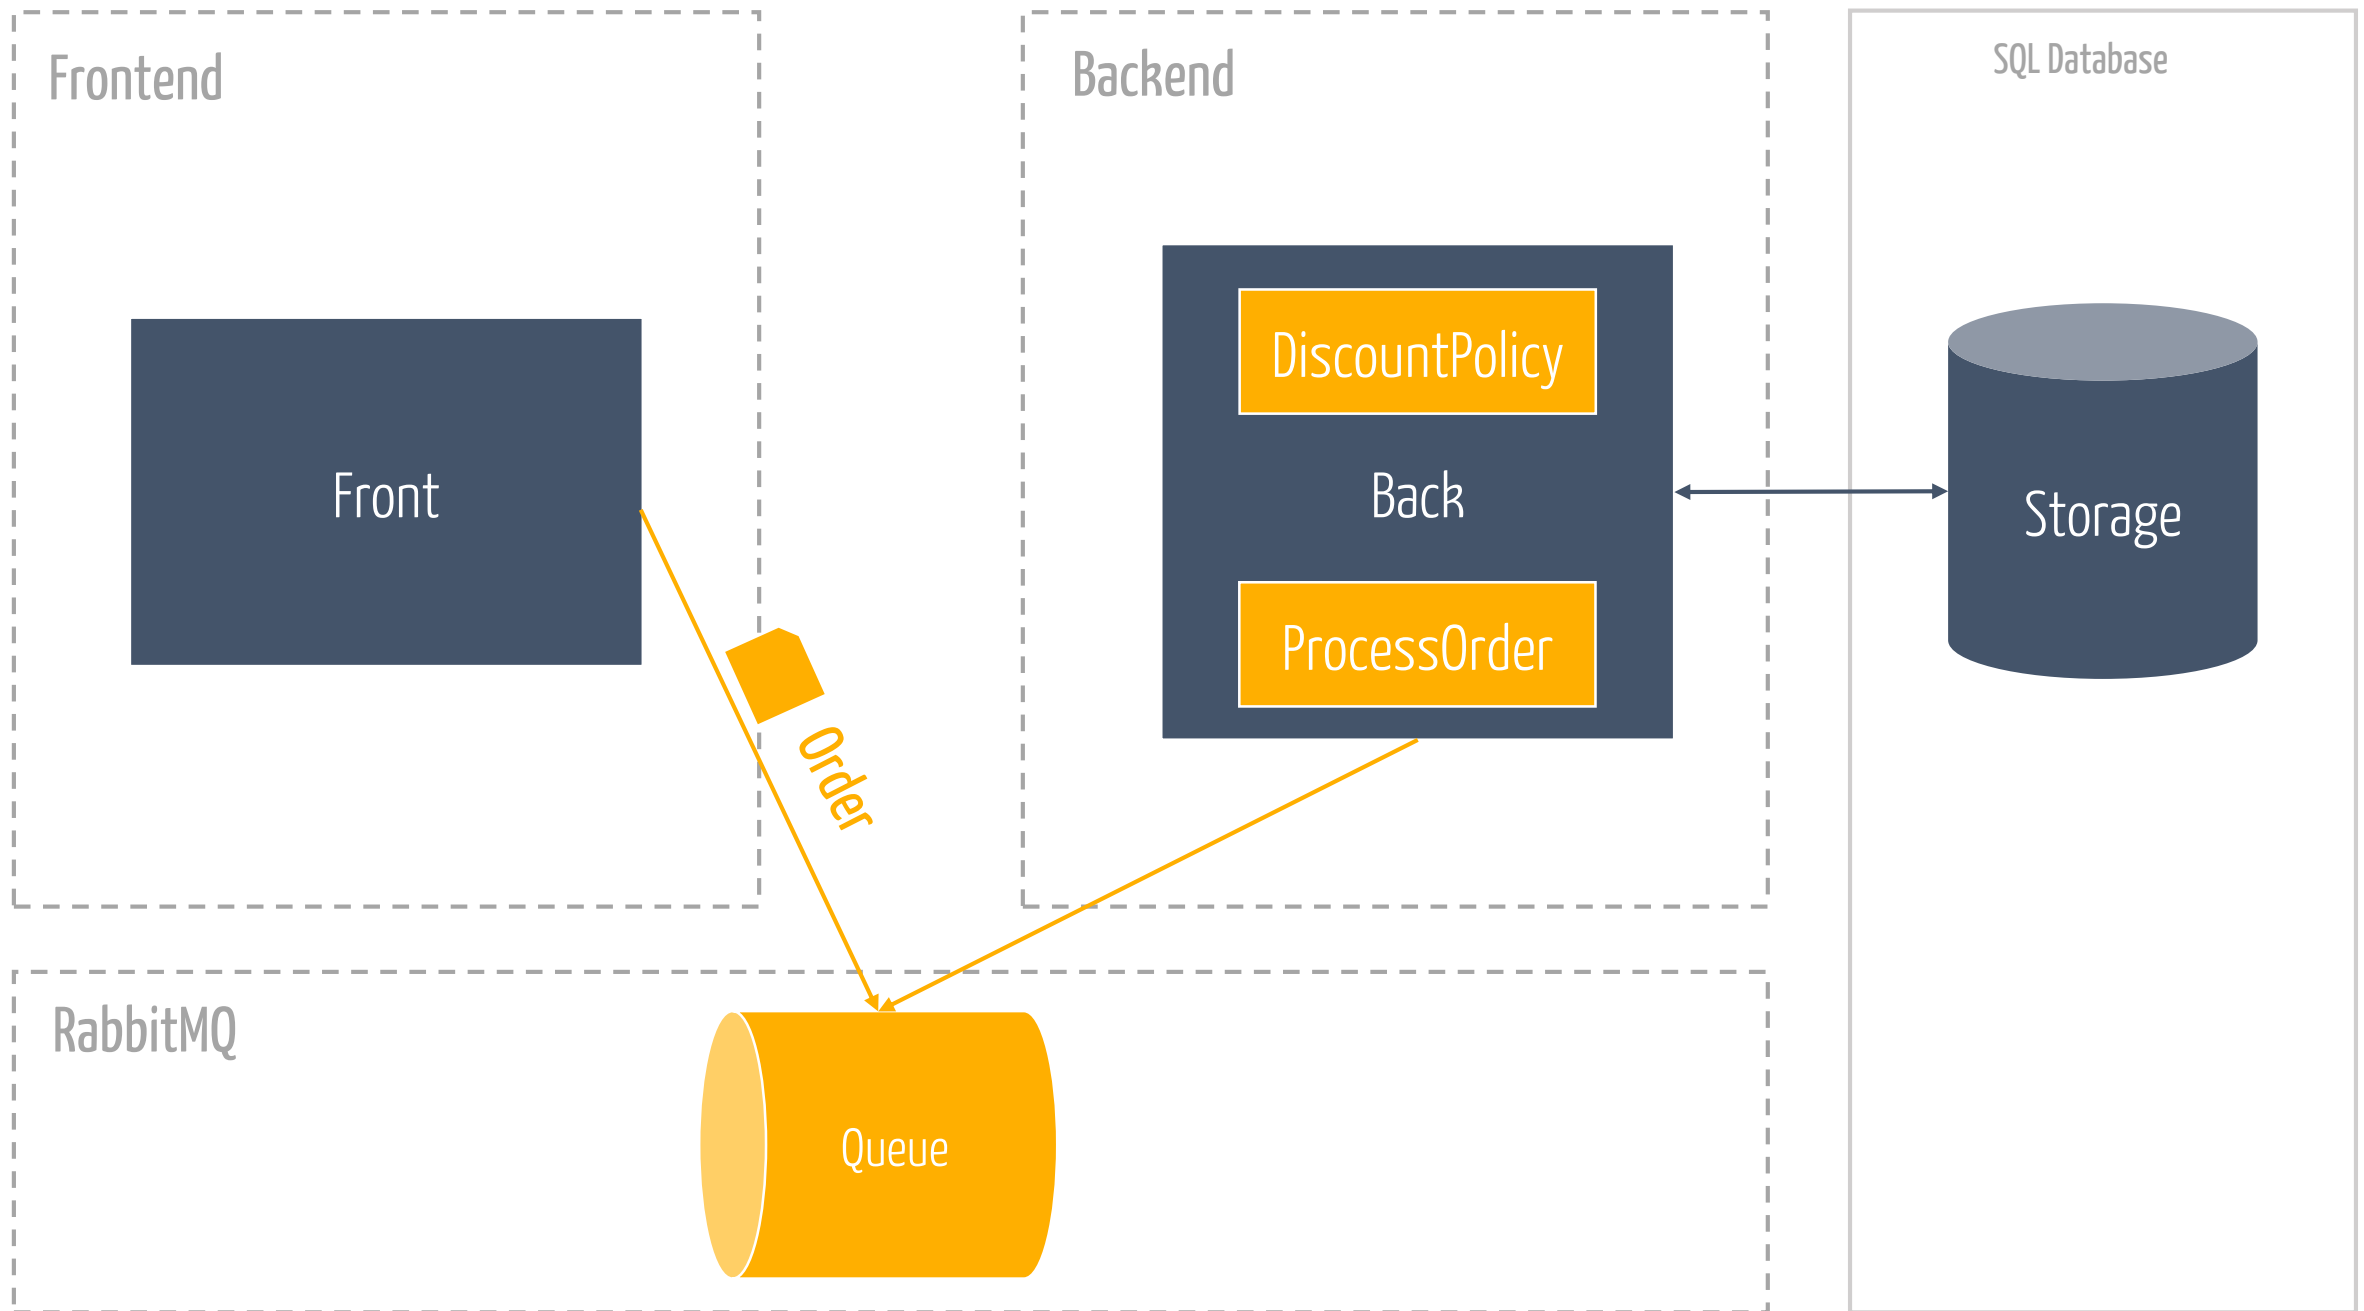 Frontend
Backend
SQL Database
DiscountPolicy
Front
Back
Storage
ProcessOrder
Order
RabbitMQ
Queue